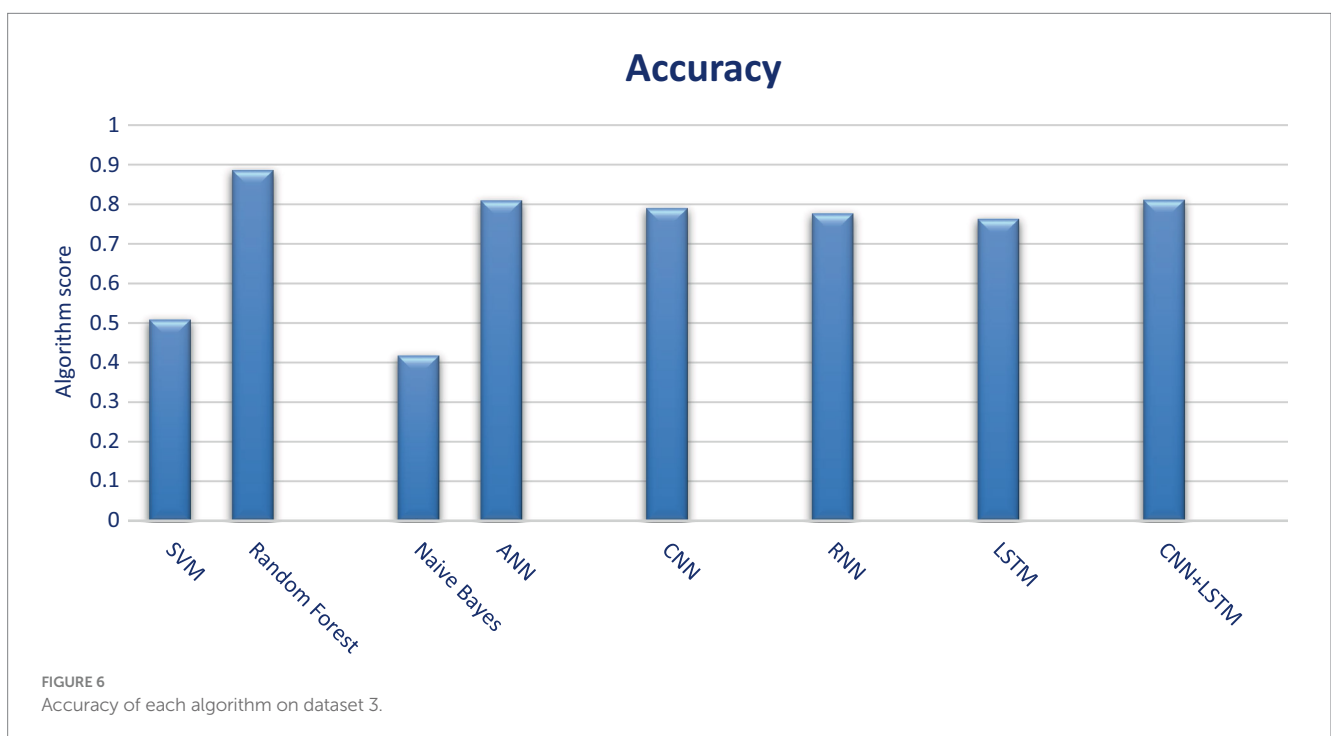 Accuracy
Algorithm score
1
0.9
0.8
0.7
0.6
0.5
0.4
0.3
0.2
0.1
0
SVM
Random Forest
Naive Bayes
ANN
CNN
RNN
LSTM
CNN+LSTM
FIGURE 6
Accuracy of each algorithm on dataset 3.